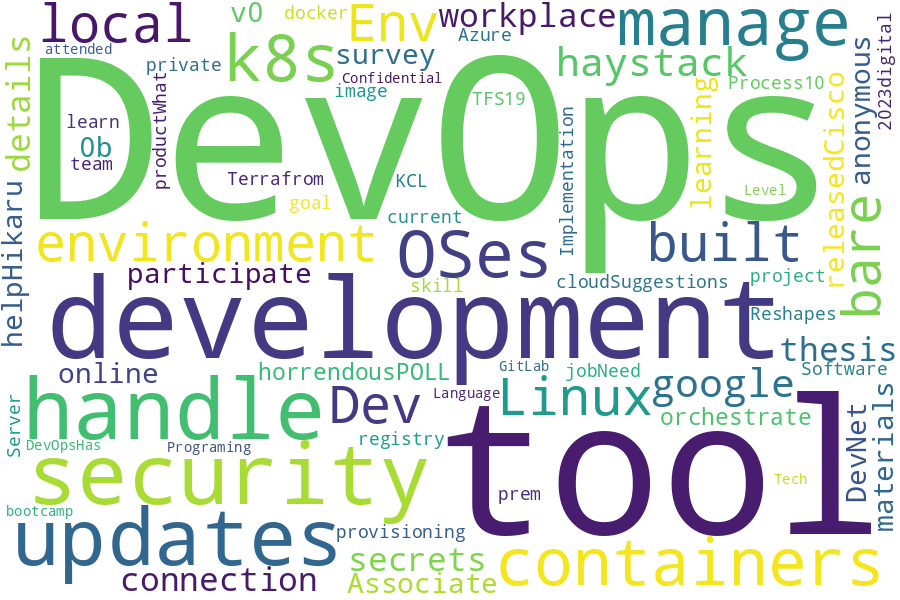 local
v0
docker
Env
workplace
manage
attended
k8s
survey
Azure
haystack
2023digital
details
private
Confidential
image
Process10
anonymous
DevOps
TFS19
learn
Ob
team
productWhat
Terrafrom
KCL
goal
current
Implementation
learning
Level
releasedCisco
bare
helpHikaru
environment
OSes
built
participate
skill
cloudSuggestions
project
development
Reshapes
thesis
online
horrendousPOLL
GitLab
jobNeed
Software
handle
Dev
Language
Linux
google
orchestrate
Server
DevOpsHas
Programing
registry
tool
DevNet
materials
security
prem
Tech
bootcamp
updates
provisioning
secrets
containers
connection
Associate